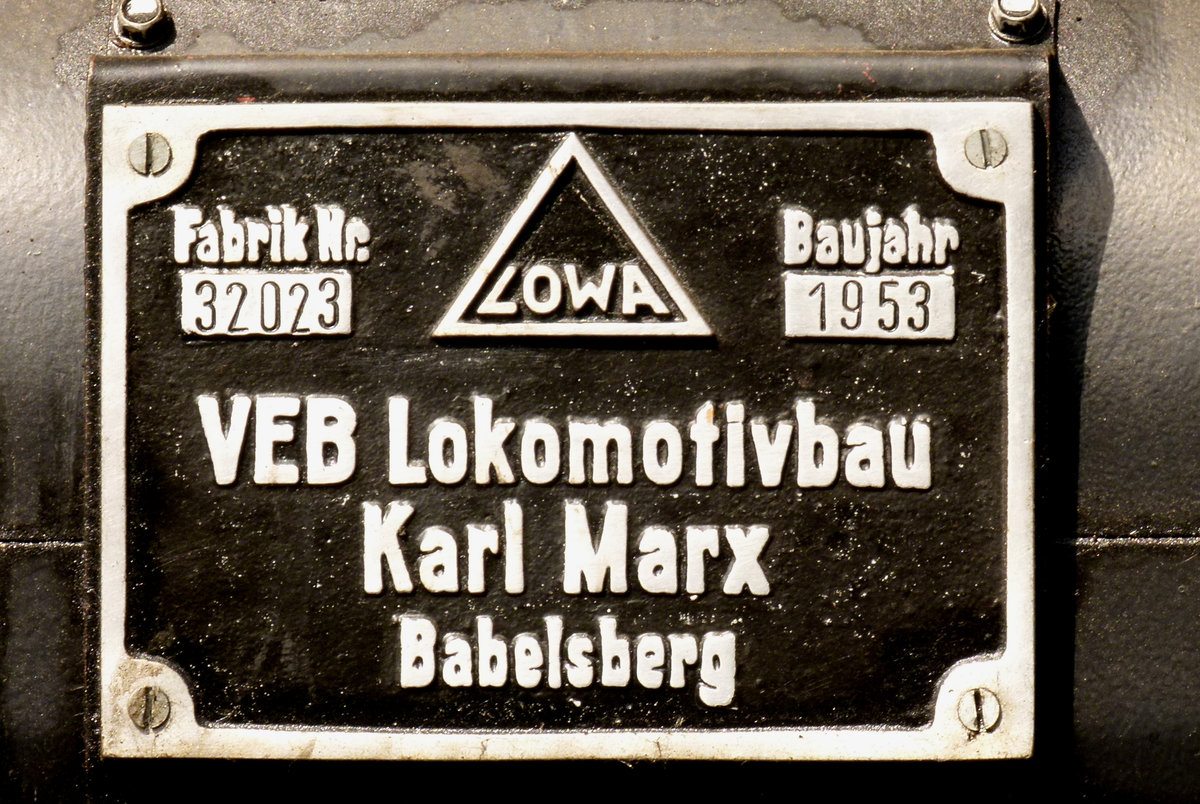 Fabrik Nr.
32023
LOWA
Baujahr
1953
VEB Lokomotivbau
Karl Marx
Babelsberg